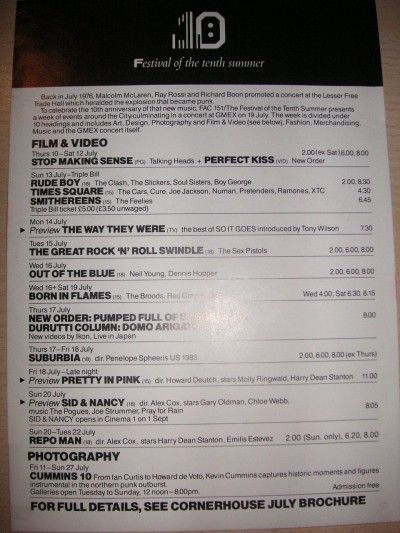 10
Festival of the tenth summer
Back in July 1976, Malcolm McLaren, Ray Rossi and Richard Boon promoted a concert at the Lesser Free
Trade Hall which heralded the explosion that became punk.
To celebrate the 10th anniversary of that new music, FAC 151/The Festival of the Tenth Summer presents
a week of events around the City culminating in a concert at GMEX on 19 July. The week is divided under
10 headings and includes Art, Design, Photography and Film & Video (see below), Fashion, Merchandising,
Music and the GMEX concert itself.
FILM & VIDEO
Thurs 10–Sat 12 July 2.00 (ex Sat) 6.00, 8.00
STOP MAKING SENSE (PG) Talking Heads + PERFECT KISS (VID) New Order
Sun 13 July–Triple Bill
RUDE BOY (18) The Clash, The Slickers, Soul Sisters, Boy George 2.00, 8.30
TIMES SQUARE (15) The Cars, Cure, Joe Jackson, Numan, Pretenders, Ramones, XTC 4.30
SMITHEREENS (15) The Feelies 6.45
Triple Bill ticket £5.00 (£3.50 unwaged)
Mon 14 July
Preview THE WAY THEY WERE (TV) the best of SO IT GOES introduced by Tony Wilson 7.30
Tues 15 July
THE GREAT ROCK 'N' ROLL SWINDLE (18) The Sex Pistols 2.00, 6.00, 8.00
Wed 16 July
OUT OF THE BLUE (18) Neil Young, Dennis Hopper 2.00, 6.00, 8.00
Wed 16+Sat 19 July
BORN IN FLAMES (15) The Broods, Red Wed 4.00; Sat 6.30, 8.15
Thurs 17 July
NEW ORDER: PUMPED FULL OF 8.00
DURUTTI COLUMN: DOMO ARIGATO
New videos by Ikon, Live in Japan
Thurs 17–Fri 18 July
SUBURBIA (18) dir. Penelope Spheeris US 1983 2.00, 6.00, 8.00 (ex Thurs)
Fri 18 July–Late night
Preview PRETTY IN PINK (15) dir. Howard Deutch, stars Molly Ringwald, Harry Dean Stanton 11.00
Sun 20 July
Preview SID & NANCY (18) dir. Alex Cox, stars Gary Oldman, Chloe Webb,
music The Pogues, Joe Strummer, Pray for Rain 8.05
SID & NANCY opens in Cinema 1 on 1 Sept
Sun 20–Tues 22 July
REPO MAN (18) dir. Alex Cox, stars Harry Dean Stanton, Emilio Estevez 2.00 (Sun. only), 6.20, 8.00
PHOTOGRAPHY
Fri 11–Sun 27 July
CUMMINS 10 From Ian Curtis to Howard de Voto, Kevin Cummins captures historic moments and figures
instrumental in the northern punk outburst. Admission free
Galleries open Tuesday to Sunday, 12 noon – 8.00pm.
FOR FULL DETAILS, SEE CORNERHOUSE JULY BROCHURE